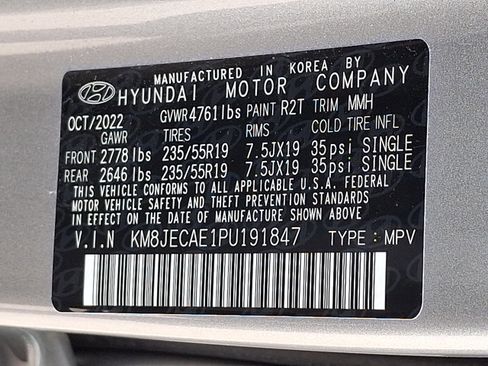 MANUFACTURED IN KOREA BY
HYUNDAI MOTOR COMPANY
OCT/2022 GVWR4761lbs PAINT R2T TRIM MMH
GAWR TIRES RIMS COLD TIRE INFL
FRONT 2778lbs 235/55R19 7.5JX19 35psi SINGLE
REAR 2646lbs 235/55R19 7.5JX19 35psi SINGLE
THIS VEHICLE CONFORMS TO ALL APPLICABLE U.S.A. FEDERAL
MOTOR VEHICLE SAFETY AND THEFT PREVENTION STANDARDS
IN EFFECT ON THE DATE OF MANUFACTURE SHOWN ABOVE.
V.I.N KM8JECAE1PU191847 TYPE: MPV